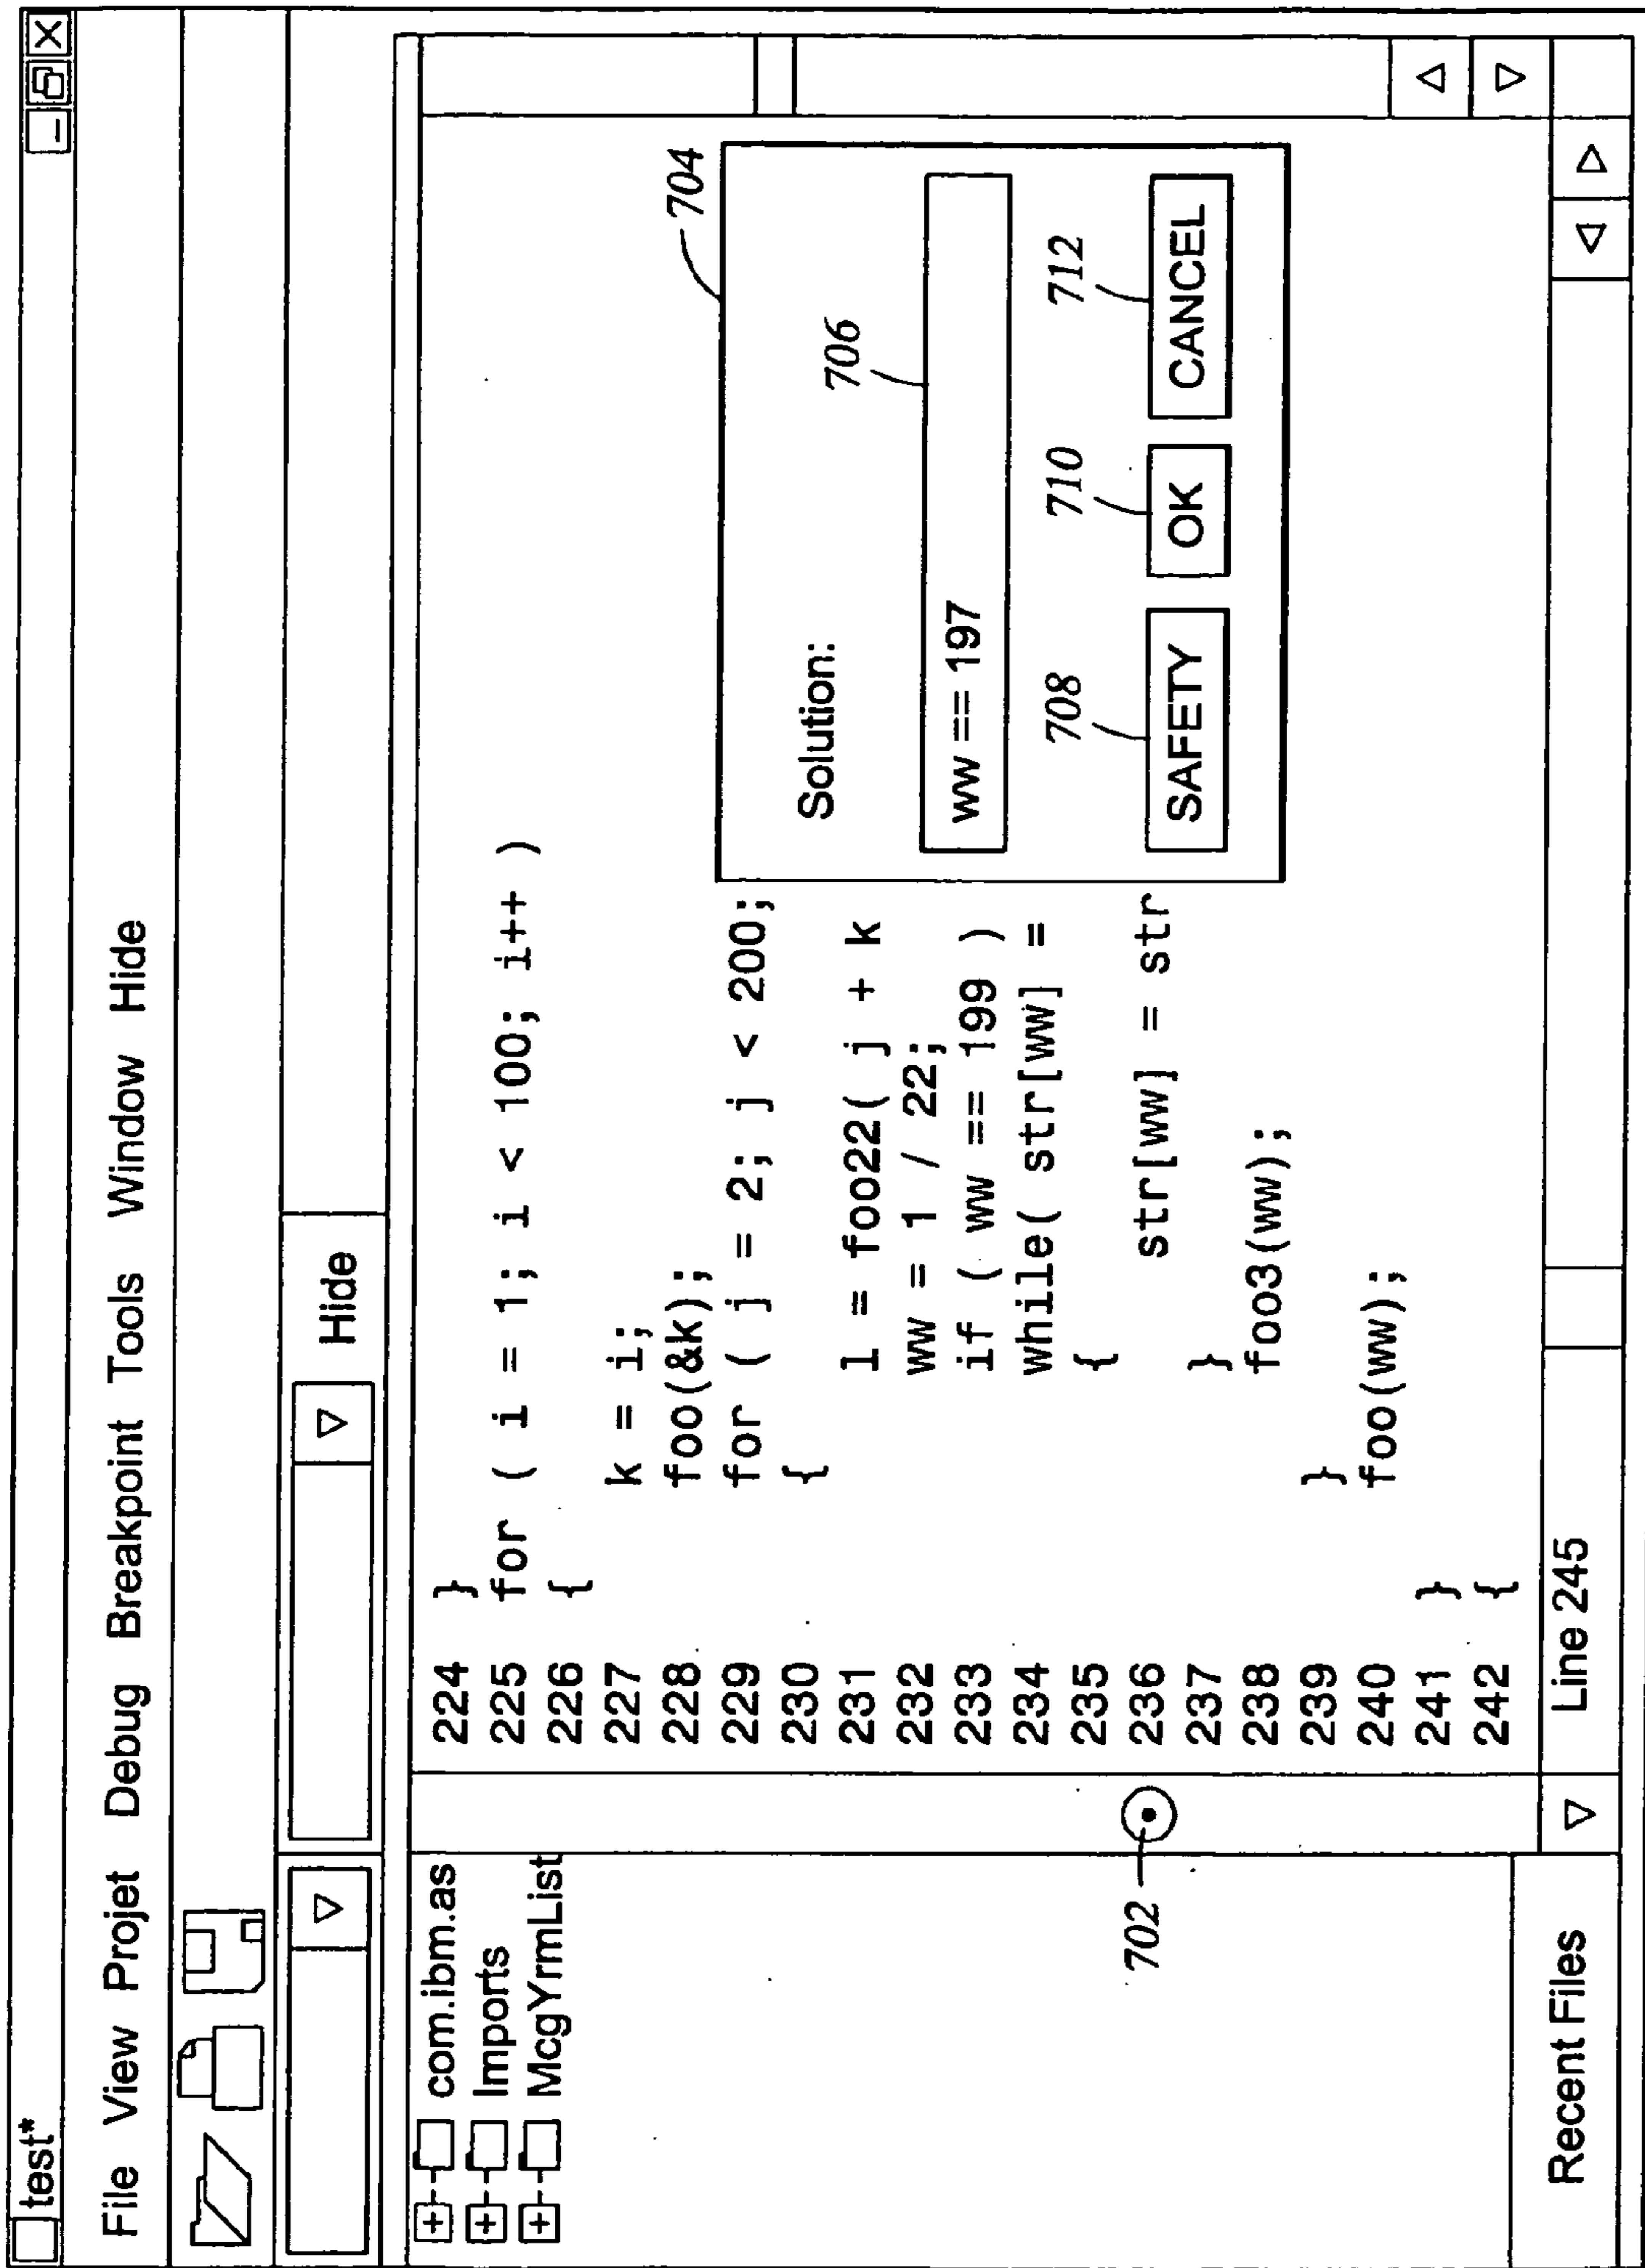 test*
File View Projet Debug Breakpoint Tools Window Hide
Hide
com.ibm.as
Imports
McgYrmList
224 }
225 for ( i = 1; i < 100; i++ )
226 {
227 k = i;
228 foo(&k);
229 for ( j = 2; j < 200;
230 {
231 l = foo22( j + k
232 ww = 1 / 22;
233 if ( ww == 199 )
234 while( str[ww] =
235 {
236 str[ww] = str
237 }
238 foo3(ww);
239 }
240 foo(ww);
241 }
242 {
702
704
Solution:
706
ww == 197
708 710 712
SAFETY OK CANCEL
Recent Files
Line 245